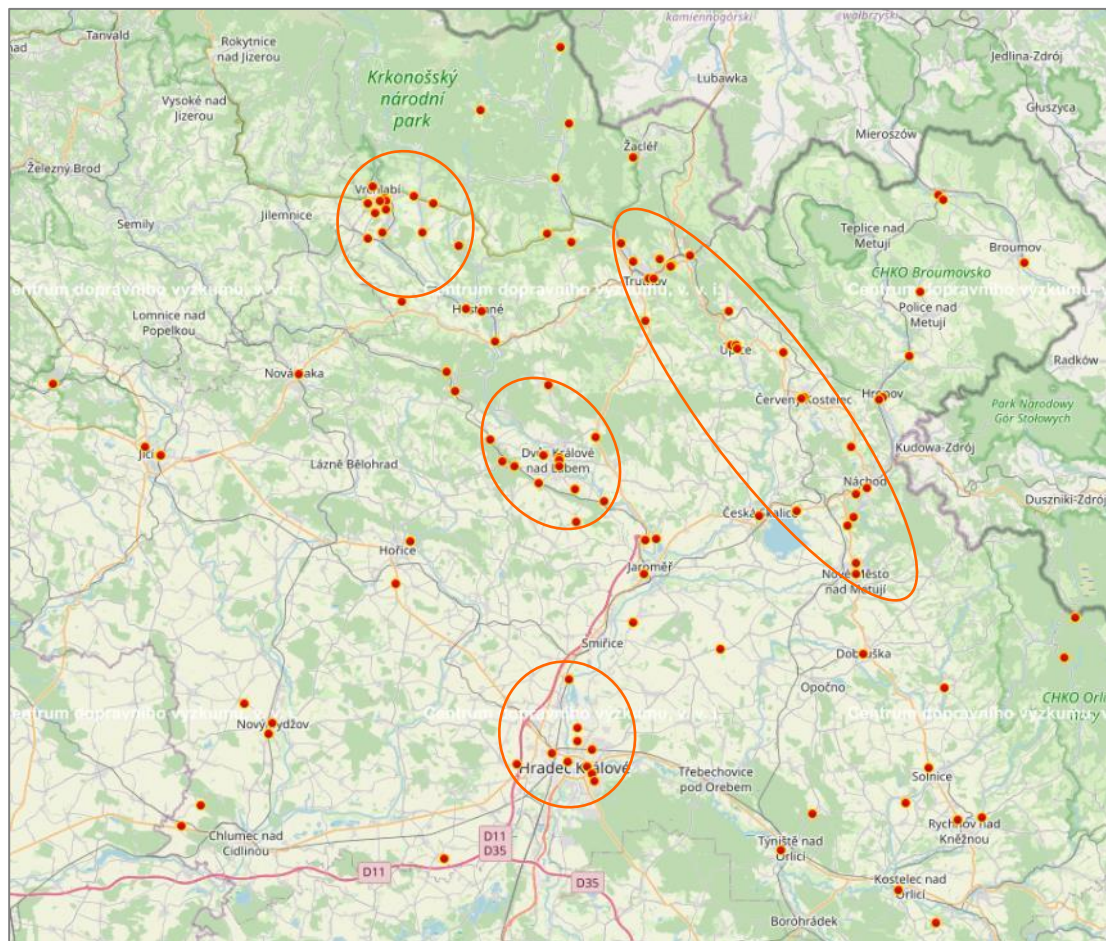 kamiennogórski
wałbrzyski
Tanvald
Rokytnice
nad Jizerou
Jedlina-Zdrój
Lubawka
Krkonošský
národní
park
Vysoké nad
Jizerou
Głuszyca
Mieroszów
Žacléř
Železný Brod
Vrchlabí
Jilemnice
Semily
Teplice nad
Metují
Broumov
CHKO Broumovsko
Trutnov
Centrum dopravního výzkumu, v. v. i.
Centrum dopravního výzkumu, v. v. i.
Centrum dopravního výzkumu, v.
Hostinné
Police nad
Metují
Lomnice nad
Popelkou
Úpice
Radków
Nová Paka
Červený Kostelec
Hronov
Park Narodowy
Gór Stołowych
Jičín
Dvůr Králové
nad Labem
Kudowa-Zdrój
Lázně Bělohrad
Náchod
Duszniki-Zdrój
Česká Skalice
Hořice
Jaroměř
Nové Město
nad Metují
Smiřice
Dobruška
Opočno
CHKO Orli
Centrum dopravního výzkumu, v. v. i.
Centrum dopravního výzkumu, v. v. i.
Centrum dopravního výzkumu, v.
Nový Bydžov
Hradec Králové
Třebechovice
pod Orebem
Solnice
Chlumec nad
Cidlinou
D11
D35
Rychnov nad
Kněžnou
Týniště nad
Orlicí
D11
D35
Kostelec nad
Orlicí
Borohrádek